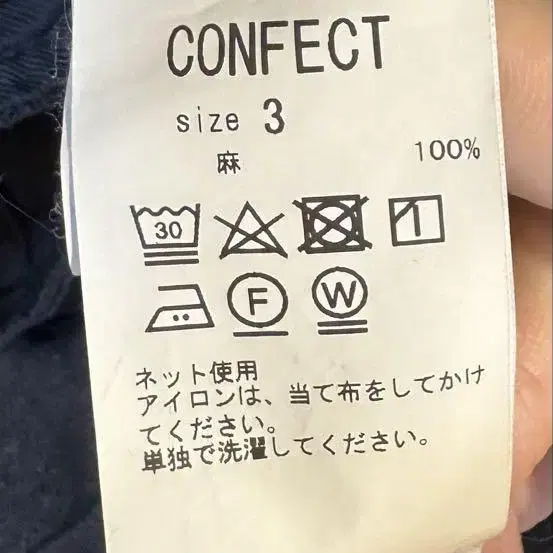 CONFECT
size 3
麻 100%
30
F W
ネット使用
アイロンは、当て布をしてかけ
てください。
単独で洗濯してください。